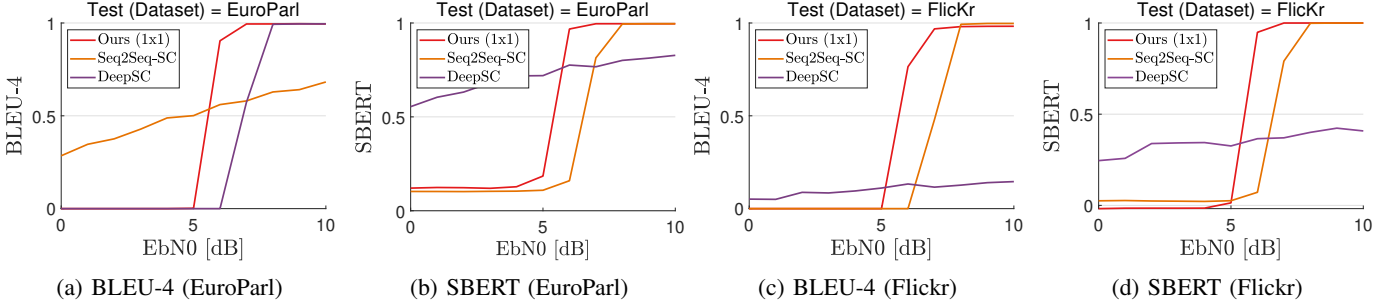 Test (Dataset) = EuroParl
1
0.5
0
BLEU-4
Ours (1x1)
Seq2Seq-SC
DeepSC
0 5 10
EbN0 [dB]
(a) BLEU-4 (EuroParl)
Test (Dataset) = EuroParl
1
0.5
0
SBERT
Ours (1x1)
Seq2Seq-SC
DeepSC
0 5 10
EbN0 [dB]
(b) SBERT (EuroParl)
Test (Dataset) = FlicKr
1
0.5
0
BLEU-4
Ours (1x1)
Seq2Seq-SC
DeepSC
0 5 10
EbN0 [dB]
(c) BLEU-4 (Flickr)
Test (Dataset) = FlicKr
1
0.5
0
SBERT
Ours (1x1)
Seq2Seq-SC
DeepSC
0 5 10
EbN0 [dB]
(d) SBERT (Flickr)